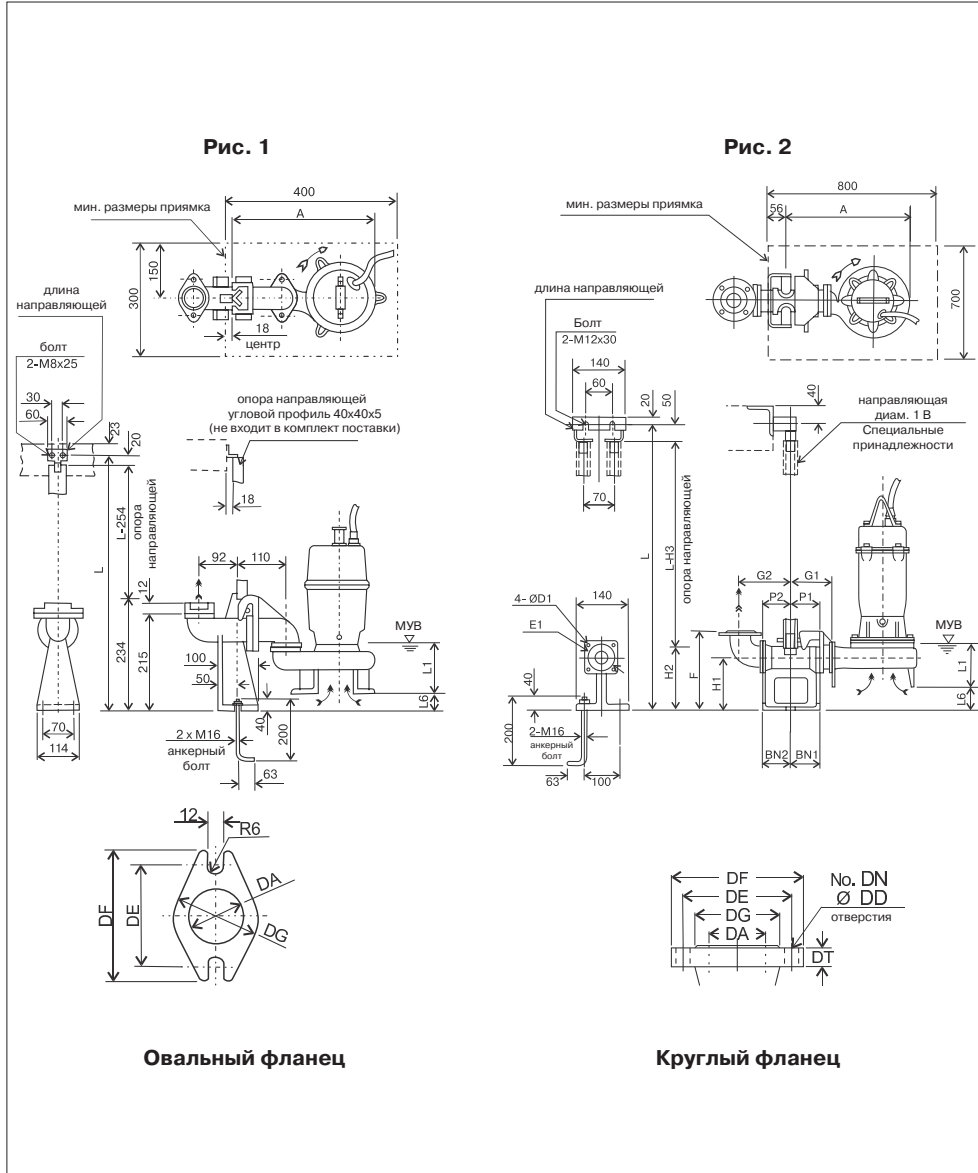 Рис. 1
400
мин. размеры приямка
A
300
150
18
центр
длина
направляющей
болт
2-M8x25
30
60
23
20
опора направляющей
угловой профиль 40x40x5
(не входит в комплект поставки)
18
L
L-254
опора
направляющей
12
92
110
234
215
100
50
МУВ
L1
L6
40
200
70
114
2 x M16
анкерный
болт
63
12
R6
DF
DE
DA
DG
Овальный фланец
Рис. 2
800
56
A
мин. размеры приямка
700
длина направляющей
Болт
2-M12x30
140
60
20
50
40
направляющая
диам. 1 В
Специальные
принадлежности
70
L
L-H3
опора направляющей
G2
G1
P2
P1
4- ØD1
140
E1
МУВ
H2
F
H1
L1
L6
40
200
2-M16
анкерный
болт
63
100
BN2
BN1
DF
DE
DG
DA
No. DN
Ø DD
отверстия
DT
Круглый фланец